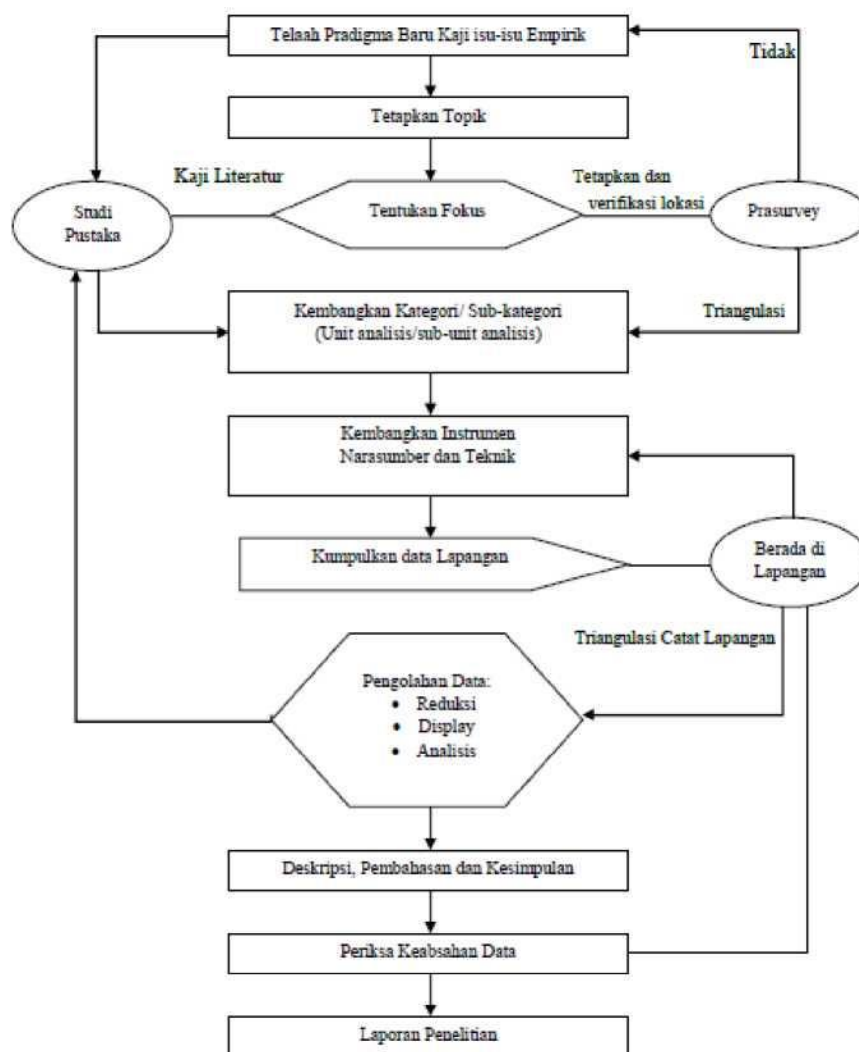 Telaah Pradigma Baru Kaji isu-isu Empirik
Tidak
Tetapkan Topik
Kaji Literatur
Tetapkan dan
verifikasi lokasi
Studi
Pustaka
Tentukan Fokus
Prasurvey
Kembangkan Kategori/ Sub-kategori
(Unit analisis/sub-unit analisis)
Triangulasi
Kembangkan Instrumen
Narasumber dan Teknik
Kumpulkan data Lapangan
Berada di
Lapangan
Triangulasi Catat Lapangan
Pengolahan Data:
• Reduksi
• Display
• Analisis
Deskripsi, Pembahasan dan Kesimpulan
Periksa Keabsahan Data
Laporan Penelitian